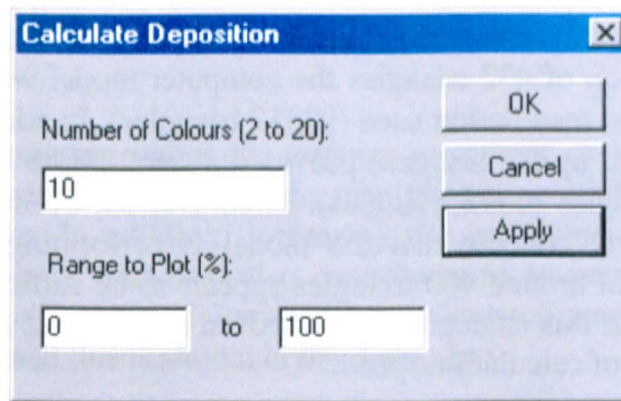 Calculate Deposition
Number of Colours (2 to 20):
10
Range to Plot (%):
0 to 100
OK
Cancel
Apply